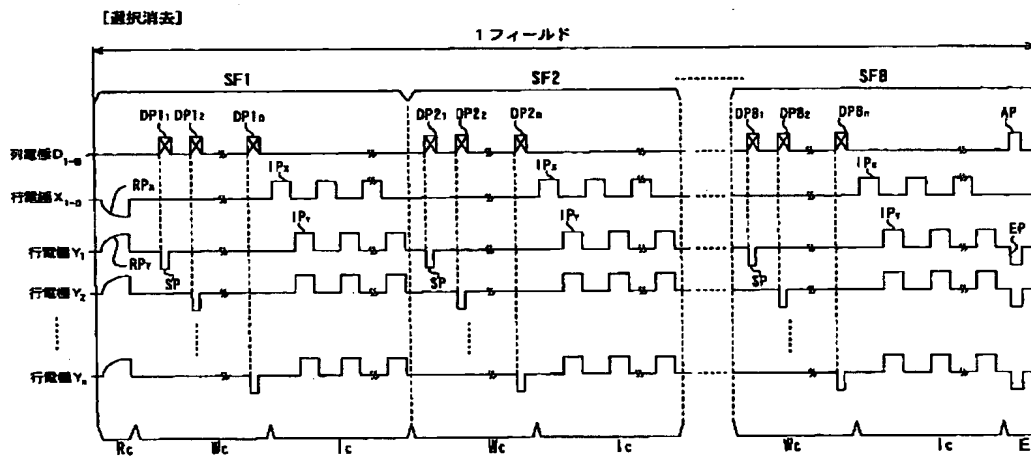 [選択消去]
1フィールド
SF1 SF2 SF8
DP1₁ DP1₂ DP1ₙ DP2₁ DP2₂ DP2ₙ DP8₁ DP8₂ DP8ₙ AP
列電極D₁₋ₘ
IPₓ IPₓ IPₓ
RPₓ
行電極X₁₋ₙ
IPᵧ IPᵧ IPᵧ EP
行電極Y₁
RPᵧ SP SP SP
行電極Y₂
行電極Yₙ
Rc Wc Ic Wc Ic Wc Ic E